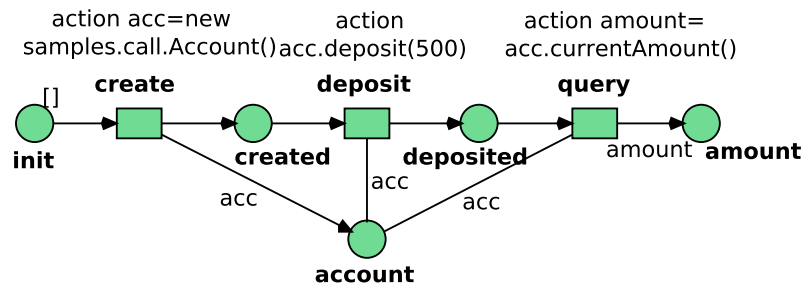 action acc=new
samples.call.Account()
action
acc.deposit(500)
action amount=
acc.currentAmount()
create
deposit
query
[]
init
created
deposited
amount
amount
acc
acc
acc
account